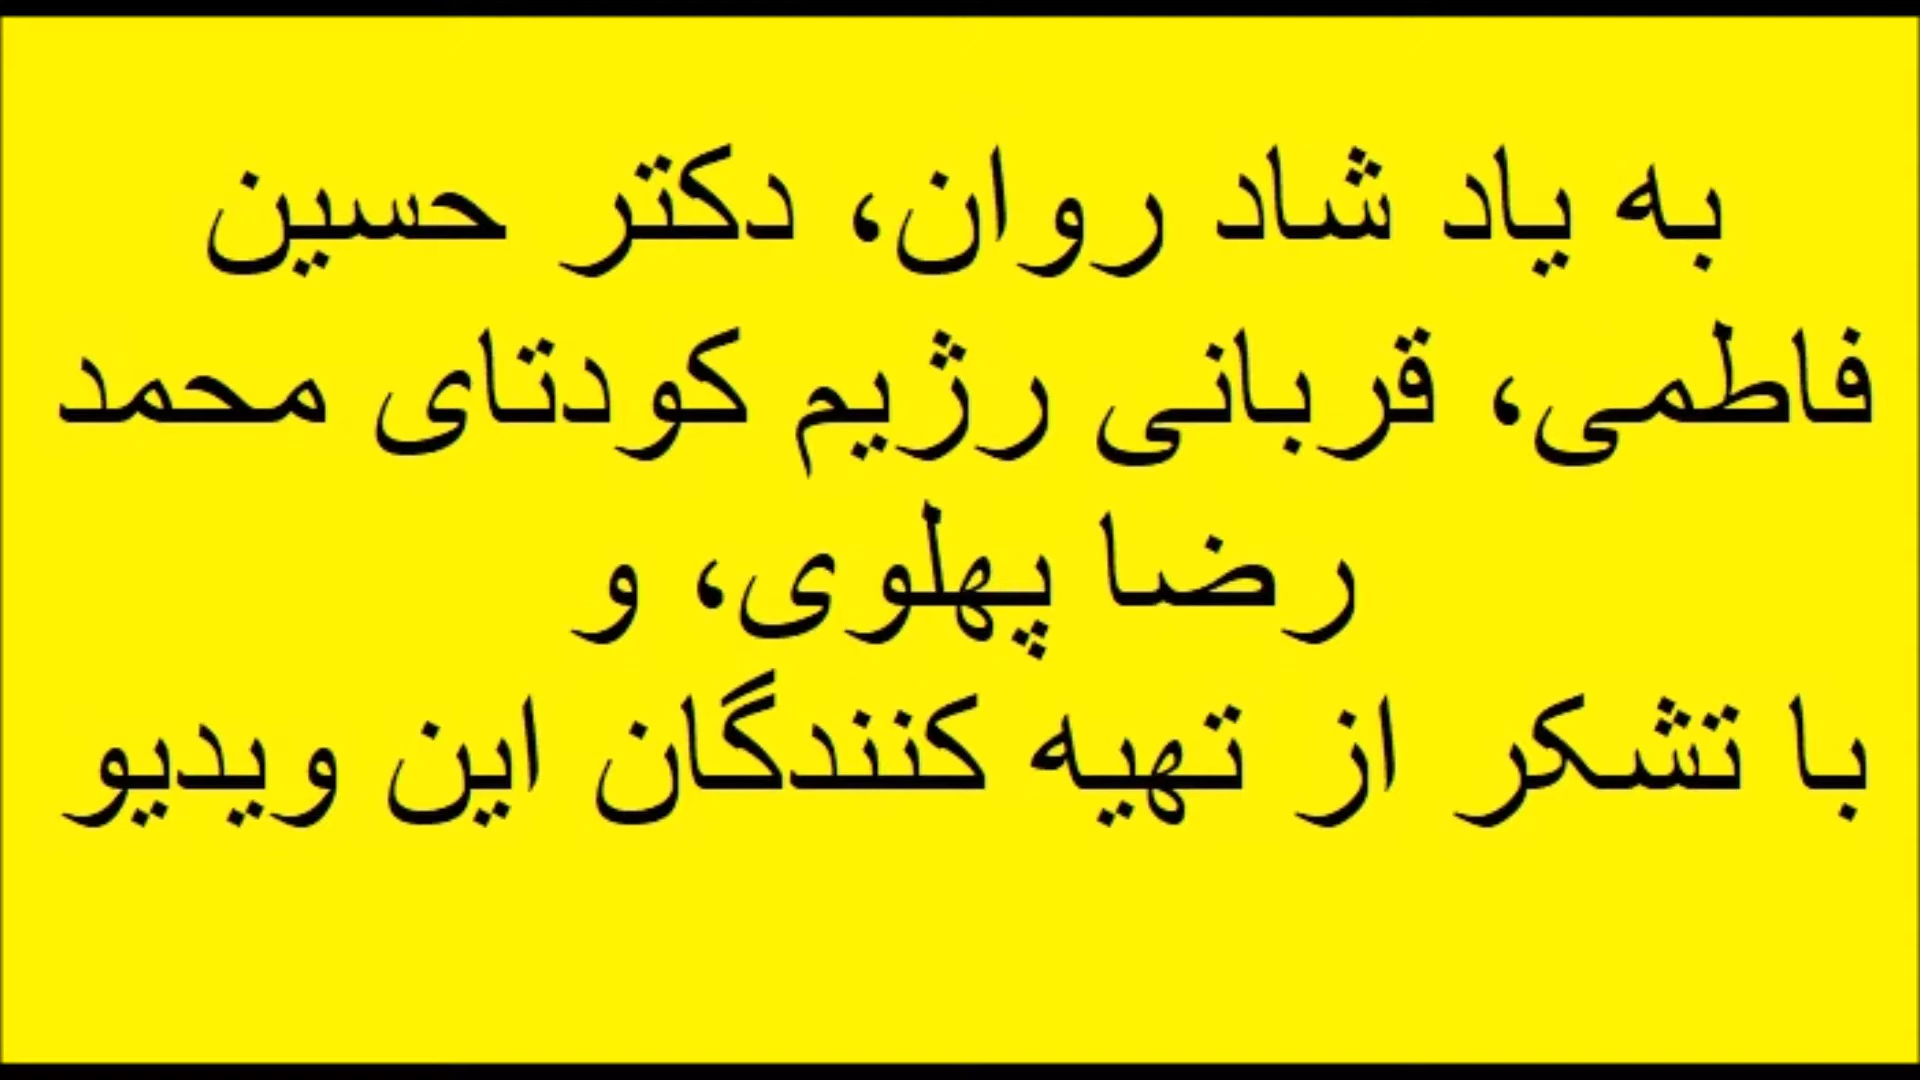 به یاد شاد روان، دکتر حسین
فاطمی، قربانی رژیم کودتای محمد
رضا پهلوی، و
با تشکر از تهیه کنندگان این ویدیو